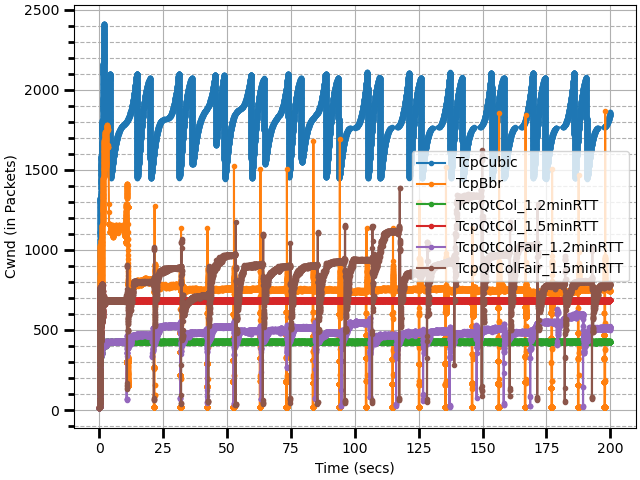 2500
2000
1500
1000
500
0
Cwnd (in Packets)
TcpCubic
TcpBbr
TcpQtCol_1.2minRTT
TcpQtCol_1.5minRTT
TcpQtColFair_1.2minRTT
TcpQtColFair_1.5minRTT
0 25 50 75 100 125 150 175 200
Time (secs)